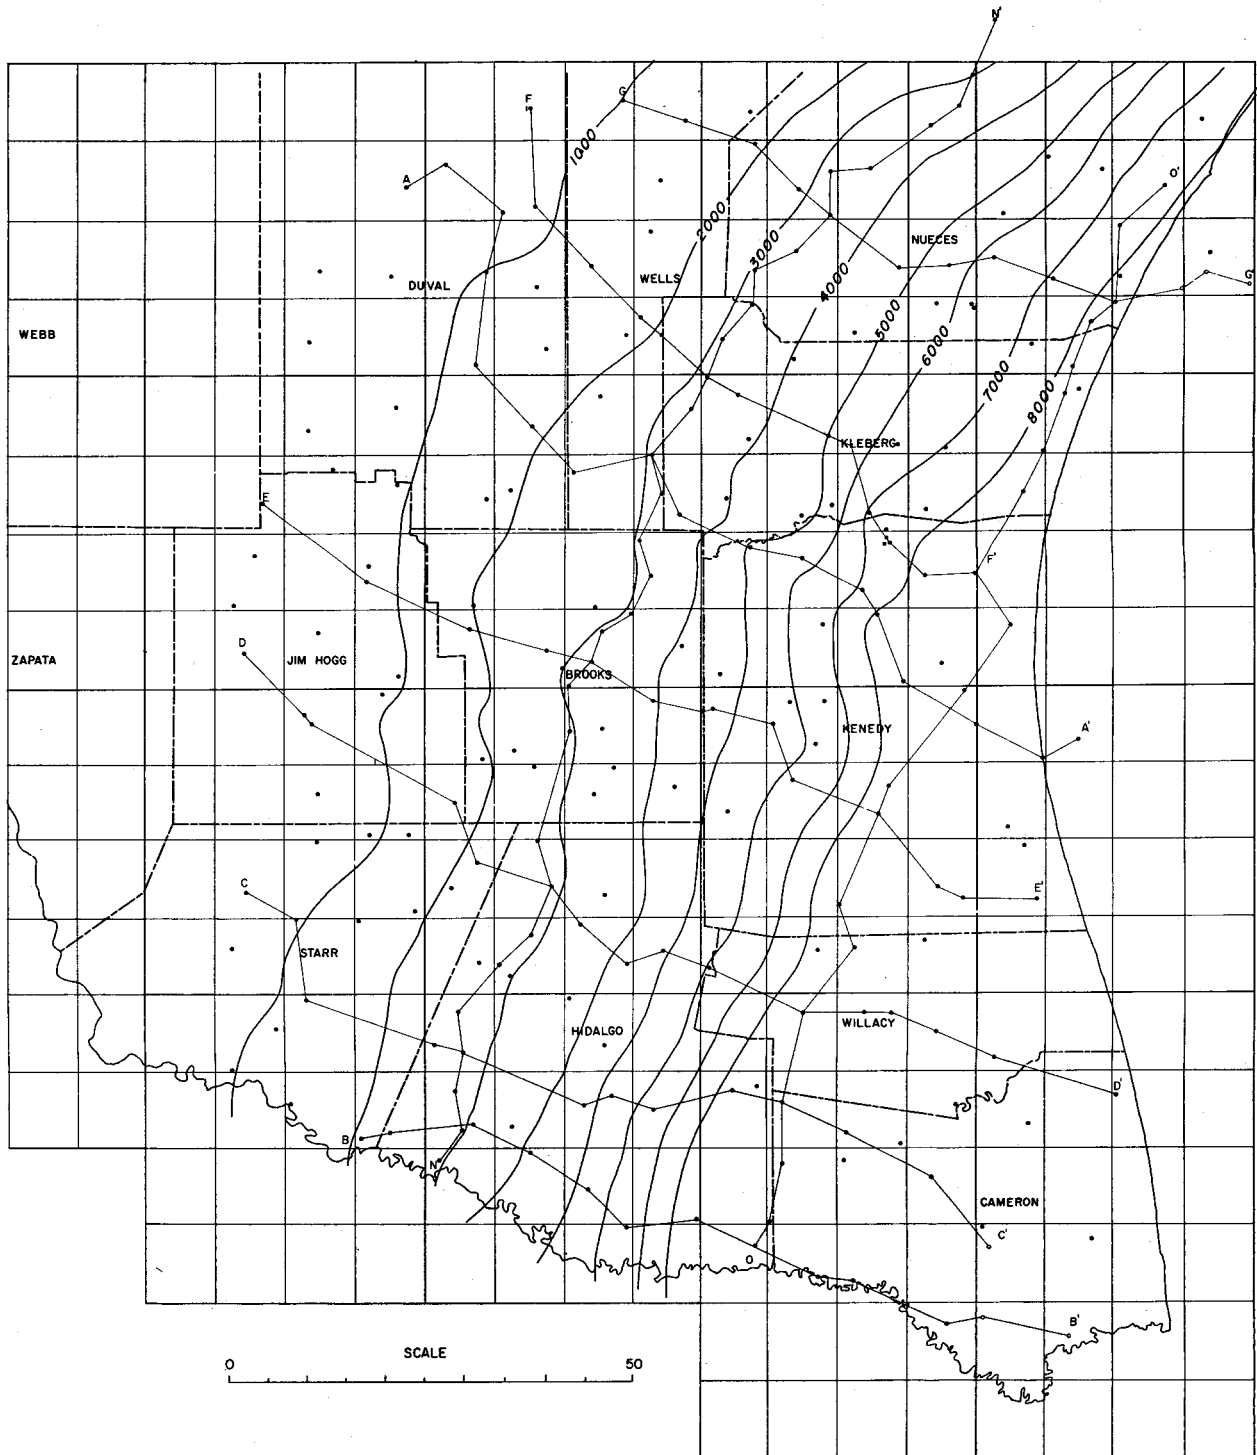 N'
F
G
1000
A
O'
2000
3000
NUECES
WELLS
4000
G'
DUVAL
5000
WEBB
6000
7000
8000
KLEBERG
E
F'
D
ZAPATA
JIM HOGG
BROOKS
KENEDY
A'
C
E'
STARR
HIDALGO
WILLACY
D'
B
N
CAMERON
C'
O
B'
SCALE
0 50